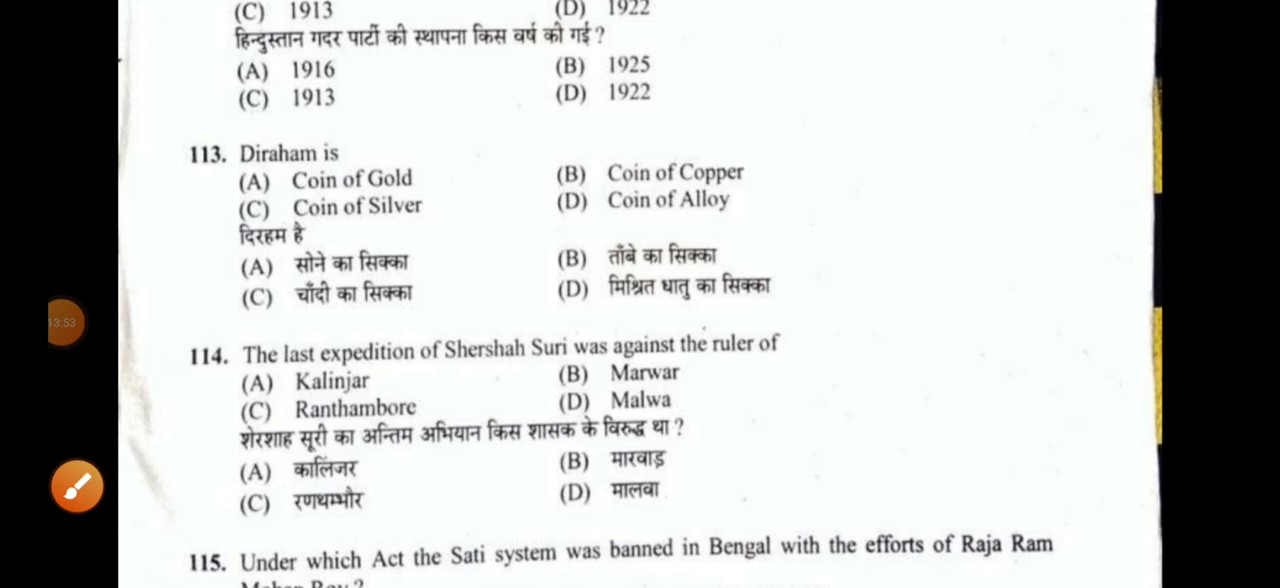 (C) 1913 (D) 1922
हिन्दुस्तान गदर पार्टी की स्थापना किस वर्ष की गई ?
(A) 1916 (B) 1925
(C) 1913 (D) 1922
113. Diraham is
(A) Coin of Gold (B) Coin of Copper
(C) Coin of Silver (D) Coin of Alloy
दिरहम है
(A) सोने का सिक्का (B) ताँबे का सिक्का
(C) चाँदी का सिक्का (D) मिश्रित धातु का सिक्का
13:53
114. The last expedition of Shershah Suri was against the ruler of
(A) Kalinjar (B) Marwar
(C) Ranthambore (D) Malwa
शेरशाह सूरी का अन्तिम अभियान किस शासक के विरुद्ध था ?
(A) कालिंजर (B) मारवाड़
(C) रणथम्भौर (D) मालवा
115. Under which Act the Sati system was banned in Bengal with the efforts of Raja Ram